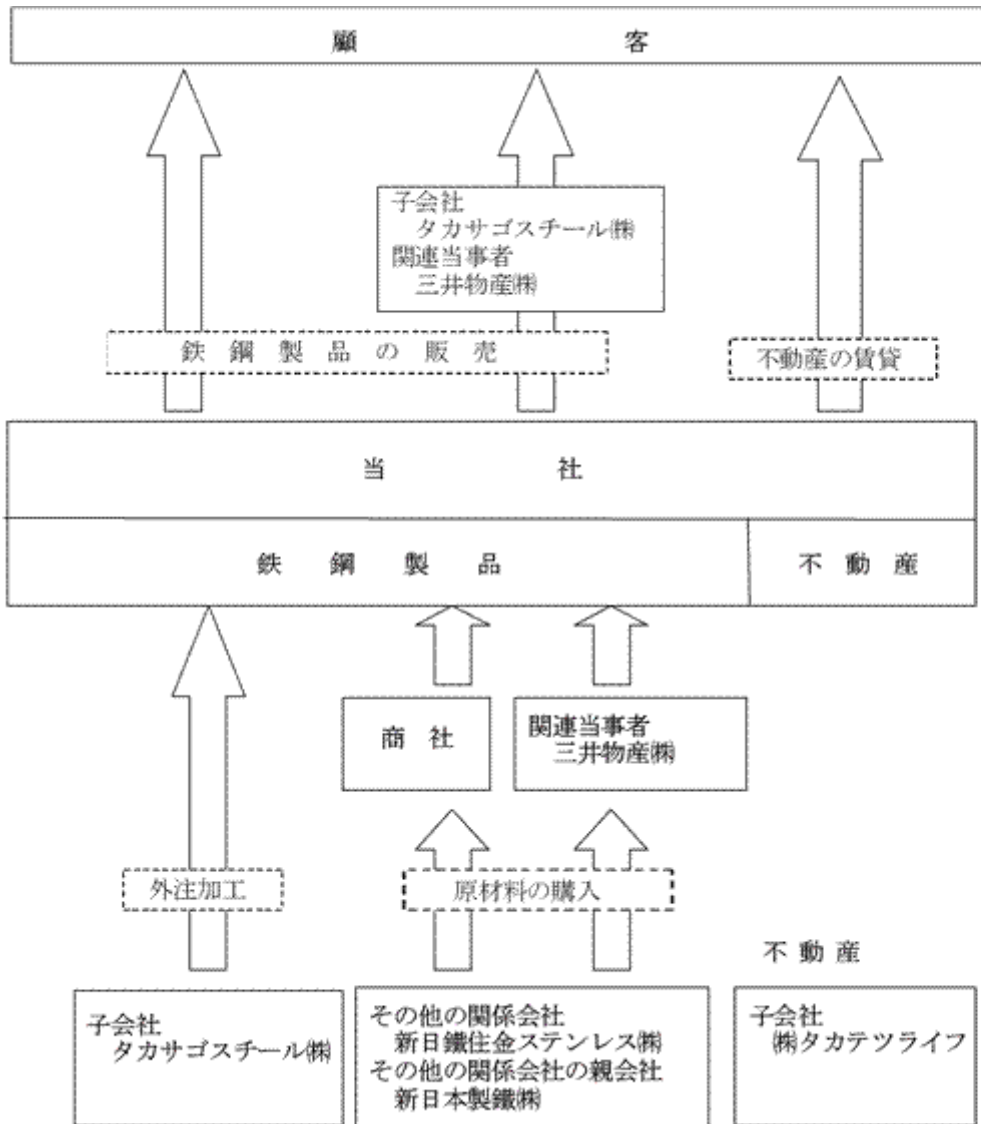 顧客
子会社
タカサゴスチール㈱
関連当事者
三井物産㈱
鉄鋼製品の販売
不動産の賃貸
当社
鉄鋼製品
不動産
商社
関連当事者
三井物産㈱
外注加工
原材料の購入
不動産
子会社
タカサゴスチール㈱
その他の関係会社
新日鐵住金ステンレス㈱
その他の関係会社の親会社
新日本製鐵㈱
子会社
㈱タカテツライフ